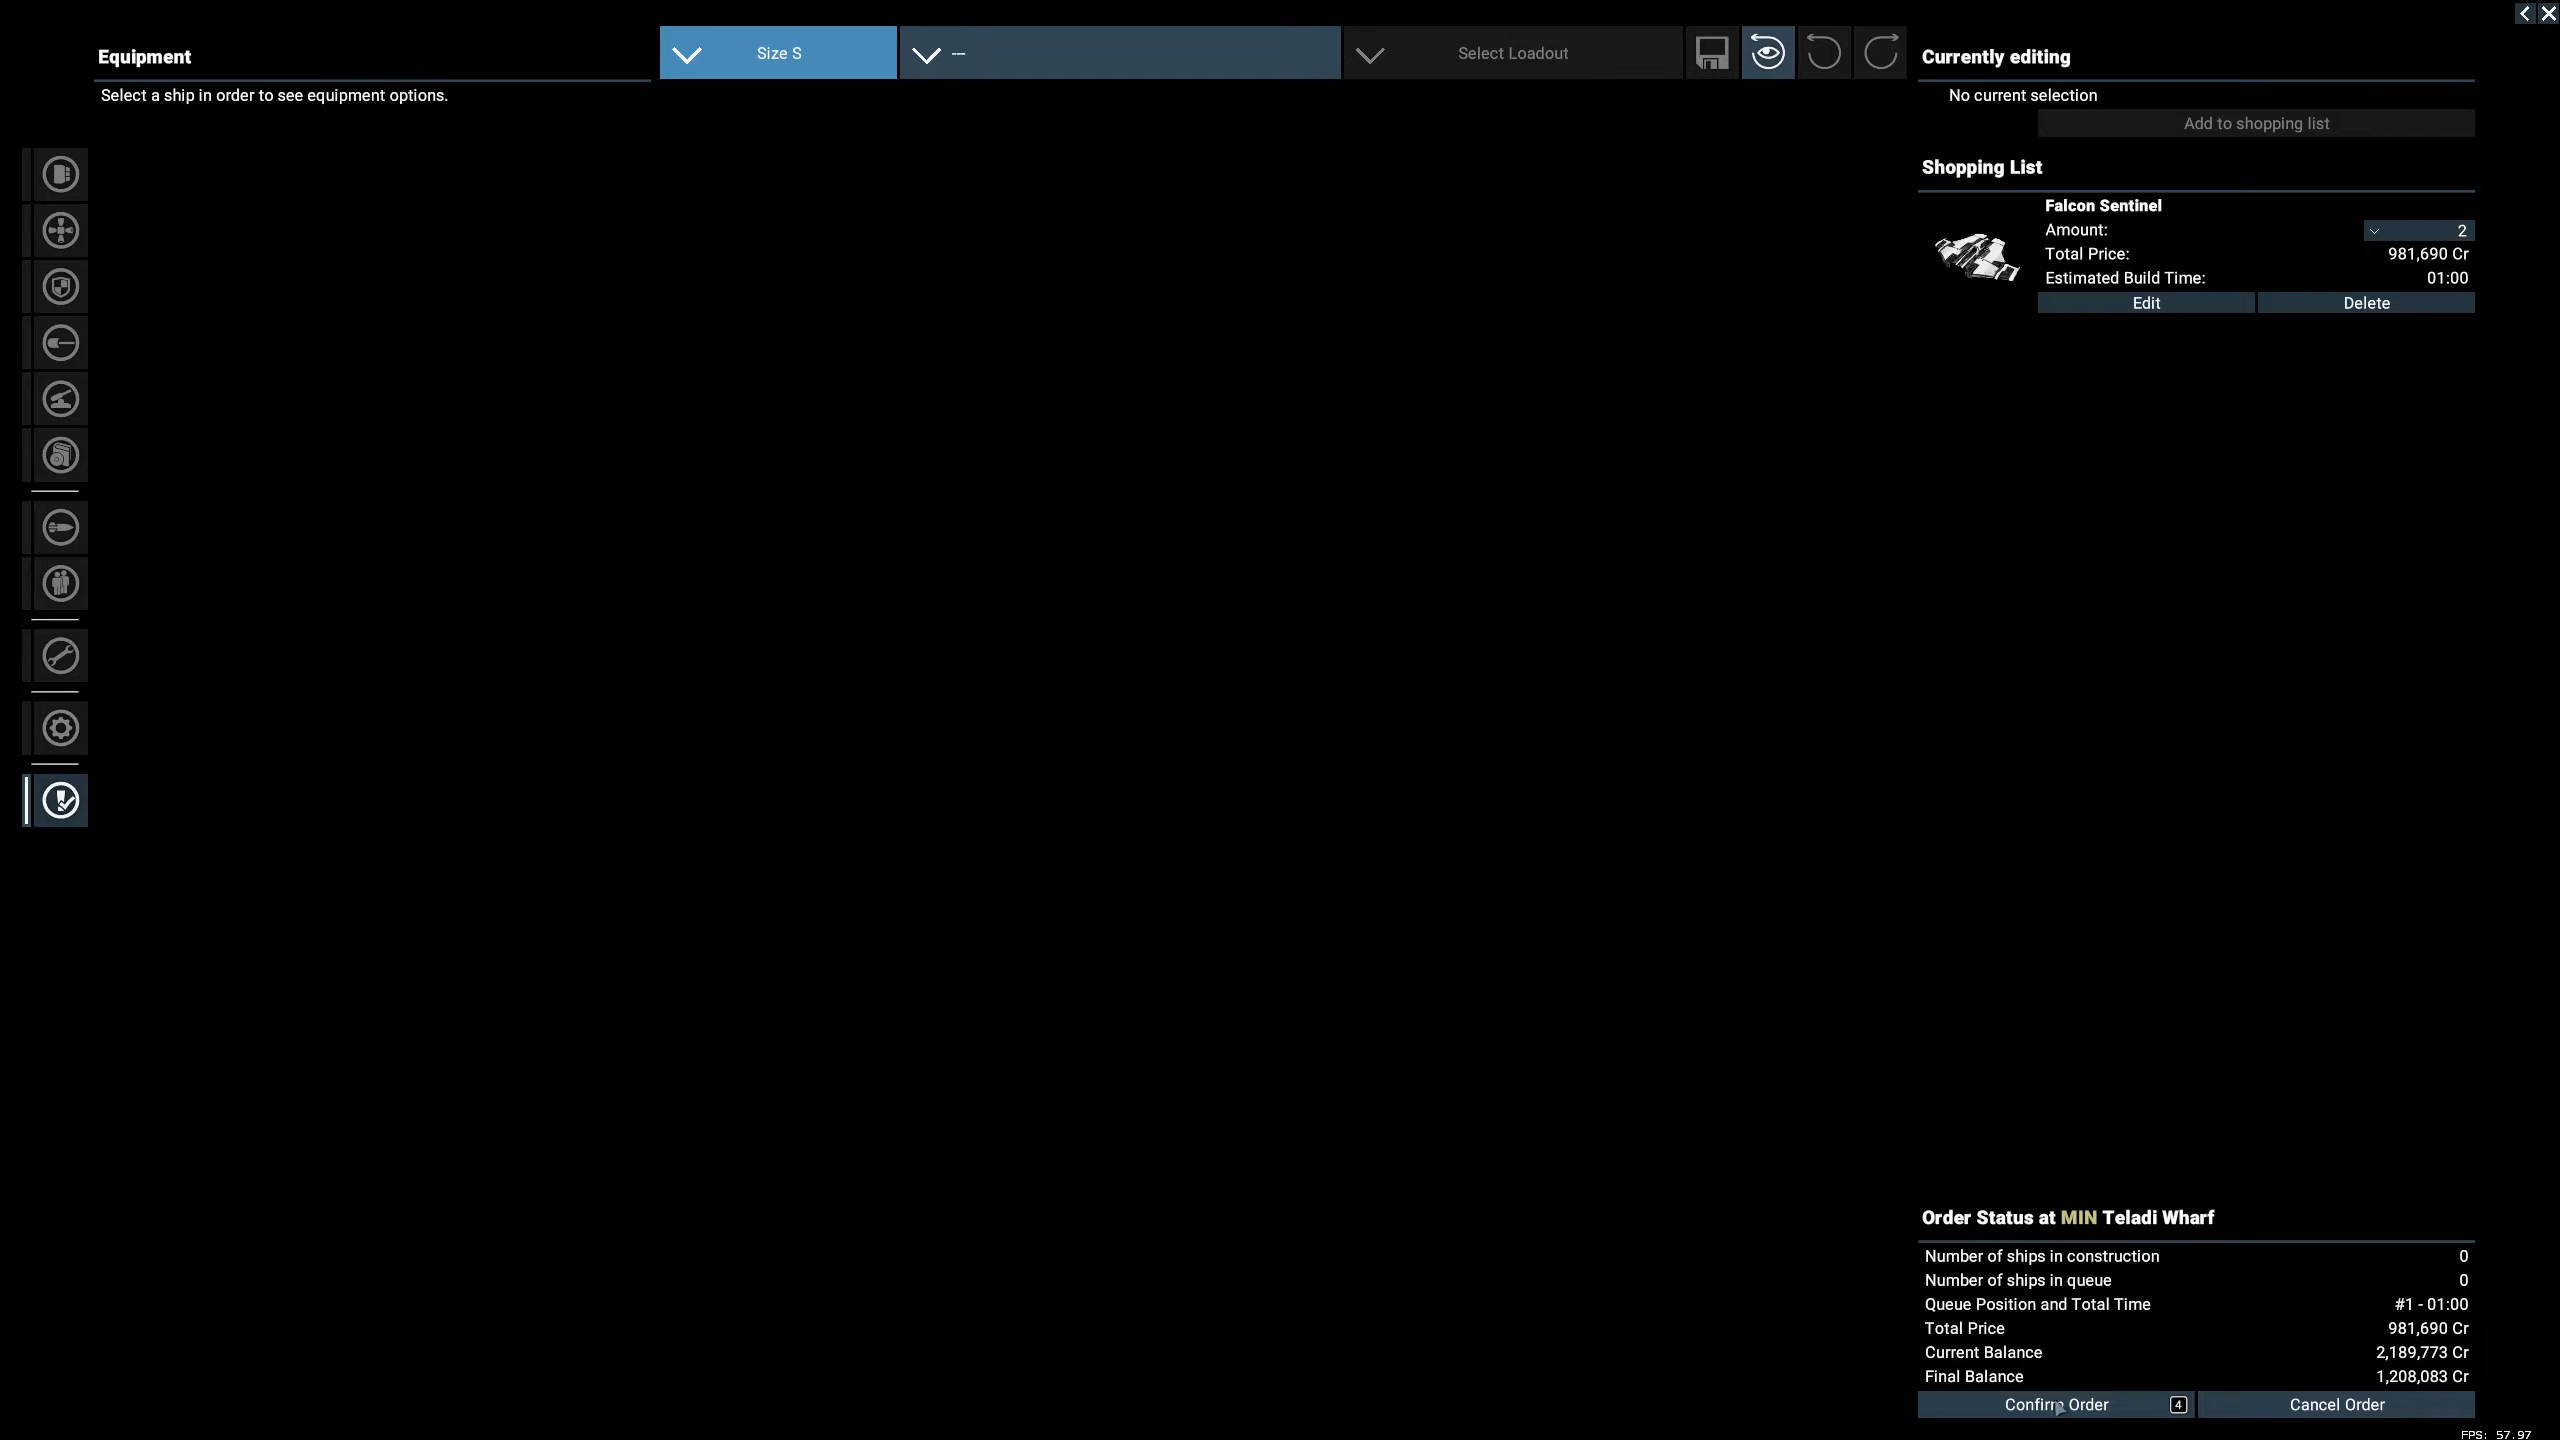 Equipment
Select a ship in order to see equipment options.
Size S
---
Select Loadout
Currently editing
No current selection
Add to shopping list
Shopping List
Falcon Sentinel
Amount: 2
Total Price: 981,690 Cr
Estimated Build Time: 01:00
Edit Delete
Order Status at MIN Teladi Wharf
Number of ships in construction 0
Number of ships in queue 0
Queue Position and Total Time #1 - 01:00
Total Price 981,690 Cr
Current Balance 2,189,773 Cr
Final Balance 1,208,083 Cr
Confirm Order 4 Cancel Order
FPS: 57.97